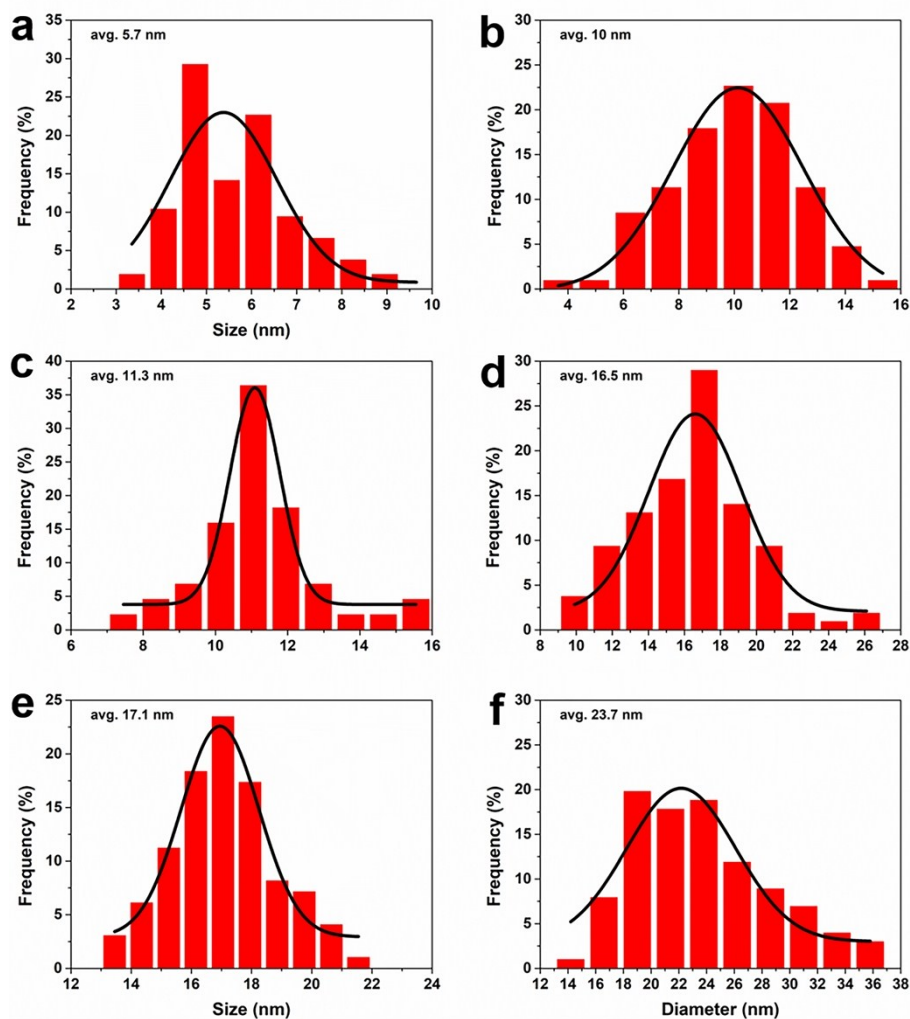 a
avg. 5.7 nm
35
30
25
20
15
10
5
0
Frequency (%)
2 3 4 5 6 7 8 9 10
Size (nm)
b
avg. 10 nm
30
25
20
15
10
5
0
Frequency (%)
4 6 8 10 12 14 16
c
avg. 11.3 nm
40
35
30
25
20
15
10
5
0
Frequency (%)
6 8 10 12 14 16
d
avg. 16.5 nm
30
25
20
15
10
5
0
Frequency (%)
8 10 12 14 16 18 20 22 24 26 28
e
avg. 17.1 nm
25
20
15
10
5
0
Frequency (%)
12 14 16 18 20 22 24
Size (nm)
f
avg. 23.7 nm
30
25
20
15
10
5
0
Frequency (%)
12 14 16 18 20 22 24 26 28 30 32 34 36 38
Diameter (nm)